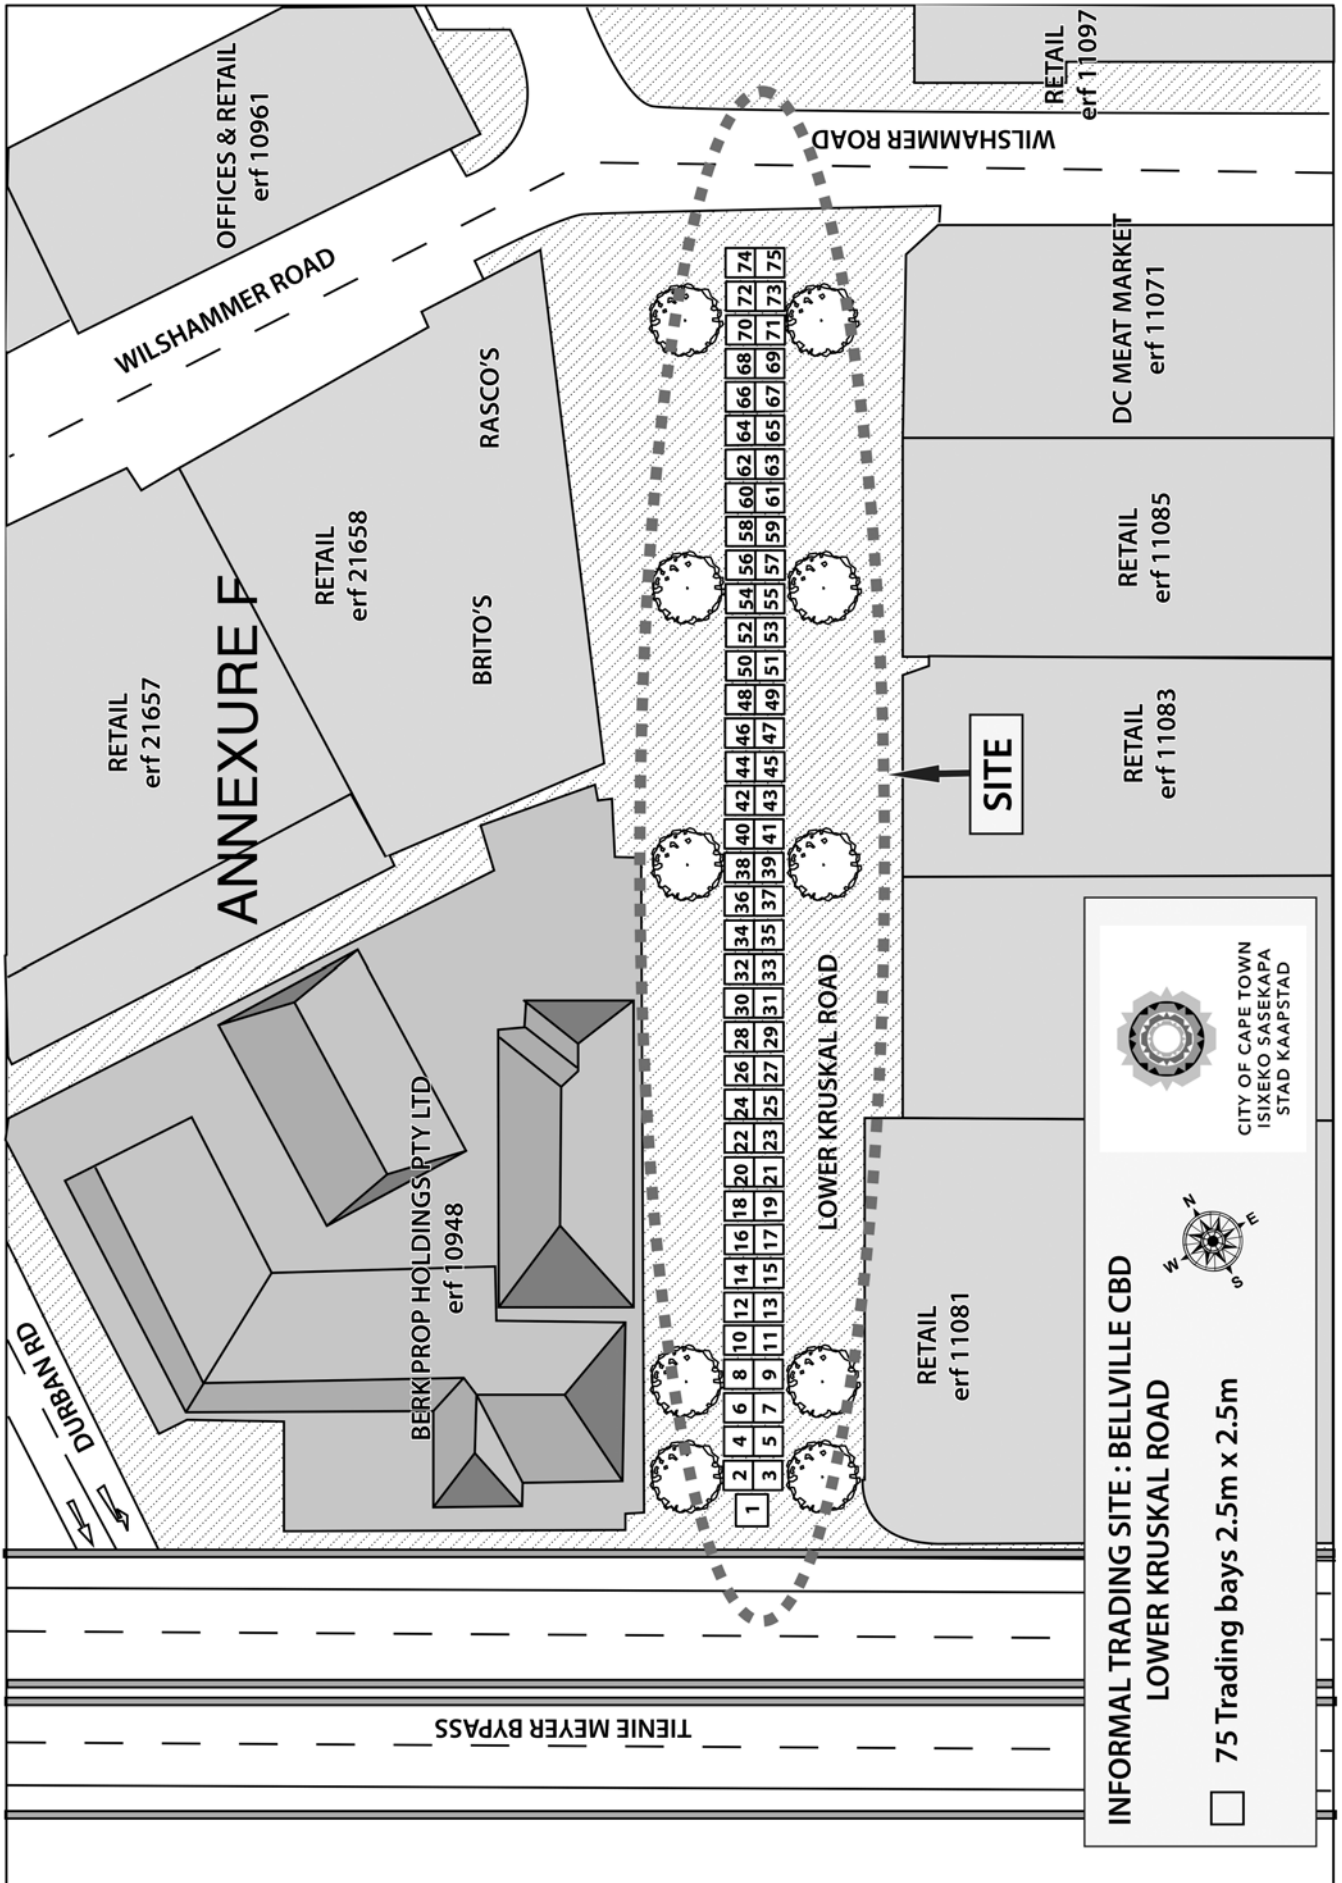 ANNEXURE F
OFFICES & RETAIL
erf 10961
WILSHAMMER ROAD
RETAIL
erf 21657
RETAIL
erf 21658
RASCO'S
BRITO'S
DURBAN RD
BERK PROP HOLDINGS PTY LTD
erf 10948
RETAIL
erf 11097
WILSHAMMER ROAD
1
2 4 6 8 10 12 14 16 18 20 22 24 26 28 30 32 34 36 38 40 42 44 46 48 50 52 54 56 58 60 62 64 66 68 70 72 74
3 5 7 9 11 13 15 17 19 21 23 25 27 29 31 33 35 37 39 41 43 45 47 49 51 53 55 57 59 61 63 65 67 69 71 73 75
LOWER KRUSKAL ROAD
TIENIE MEYER BYPASS
SITE
RETAIL
erf 11081
RETAIL
erf 11083
RETAIL
erf 11085
DC MEAT MARKET
erf 11071
INFORMAL TRADING SITE : BELLVILLE CBD
LOWER KRUSKAL ROAD
75 Trading bays 2.5m x 2.5m
N
E
S
W
CITY OF CAPE TOWN
ISIXEKO SASEKAPA
STAD KAAPSTAD